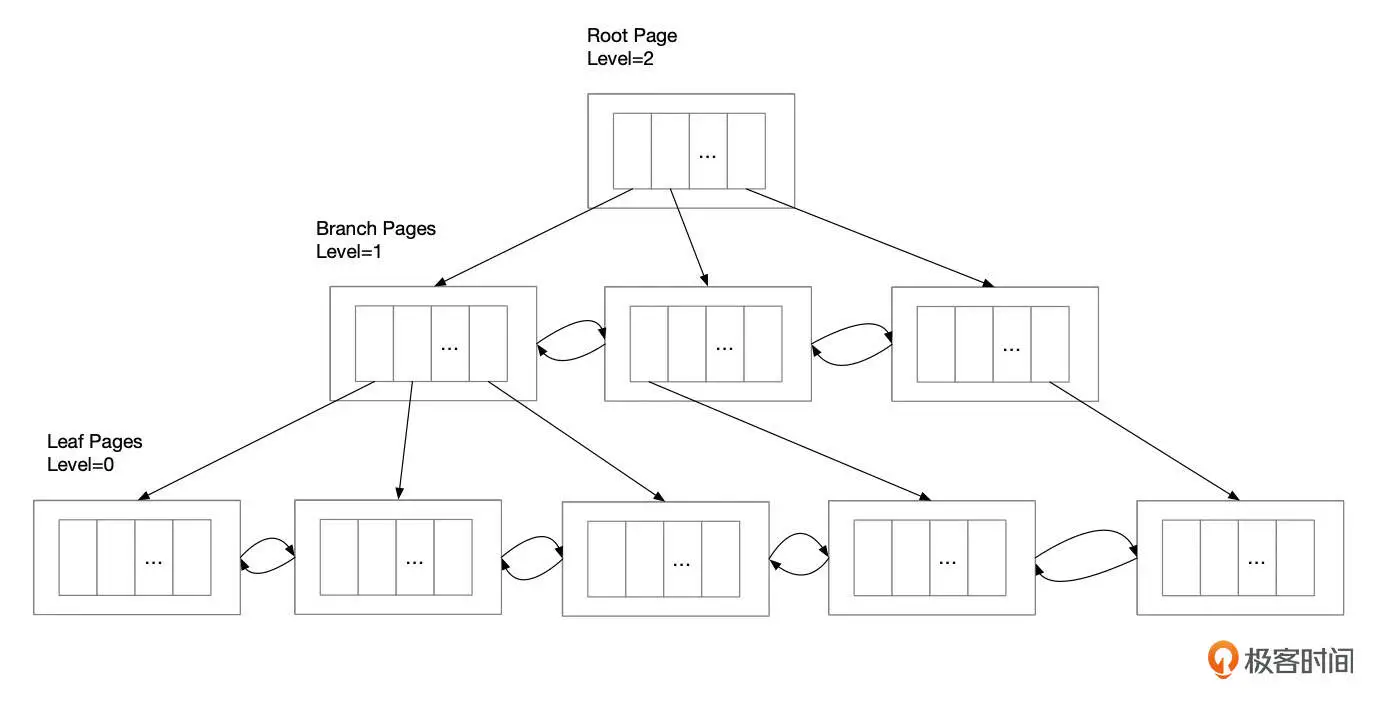 Root Page
Level=2
...
Branch Pages
Level=1
...
...
...
Leaf Pages
Level=0
...
...
...
...
...
极客时间